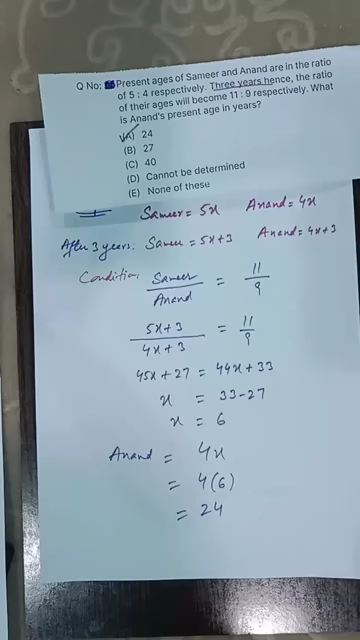 Q No: Present ages of Sameer and Anand are in the ratio
of 5 : 4 respectively. Three years hence, the ratio
of their ages will become 11 : 9 respectively. What
is Anand's present age in years?
(A) 24
(B) 27
(C) 40
(D) Cannot be determined
(E) None of these
Sameer = 5x Anand = 4x
After 3 years: Sameer = 5x+3 Anand = 4x+3
Condition, Sameer/Anand = 11/9
5x+3/4x+3 = 11/9
45x+27 = 44x+33
x = 33-27
x = 6
Anand = 4x
= 4(6)
= 24